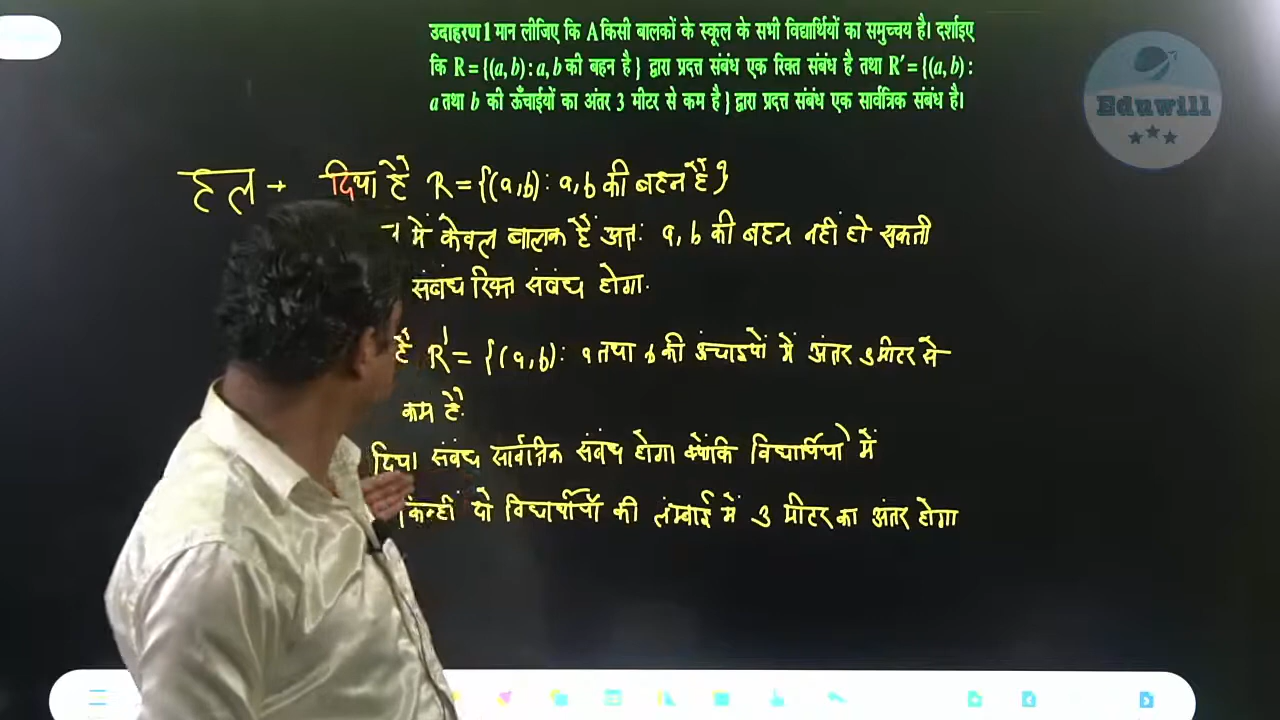 उदाहरण 1 मान लीजिए कि A किसी बालकों के स्कूल के सभी विद्यार्थियों का समुच्चय है। दर्शाइए
कि R = {(a, b) : a, b की बहन है } द्वारा प्रदत्त संबंध एक रिक्त संबंध है तथा R′ = {(a, b) :
a तथा b की ऊँचाईयों का अंतर 3 मीटर से कम है } द्वारा प्रदत्त संबंध एक सार्वत्रिक संबंध है।
Eduwill
हल → दिया है R = {(a, b) : a, b की बहन है }
में केवल बालक हैं अतः a, b की बहन नहीं हो सकती
संबंध रिक्त संबंध होगा.
है R' = {(a, b) : a तथा b की उंचाइयों में अंतर 3 मीटर से
कम है.
दिया संबंध सार्वत्रिक संबंध होगा क्योंकि विद्यार्थियो में
किन्हीं दो विद्यार्थीयों की लंम्बाई में 3 मीटर का अंतर होगा